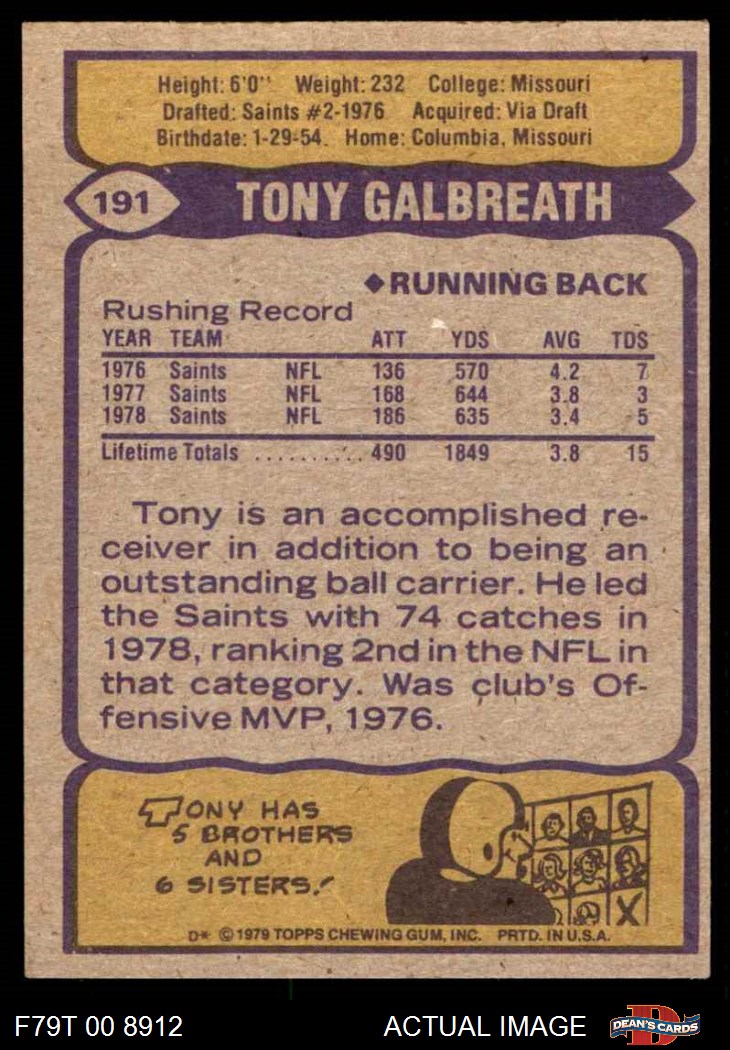 Height: 6'0" Weight: 232 College: Missouri
Drafted: Saints #2-1976 Acquired: Via Draft
Birthdate: 1-29-54. Home: Columbia, Missouri
191 TONY GALBREATH
◆RUNNING BACK
Rushing Record
YEAR TEAM ATT YDS AVG TDS
1976 Saints NFL 136 570 4.2 7
1977 Saints NFL 168 644 3.8 3
1978 Saints NFL 186 635 3.4 5
Lifetime Totals .......... 490 1849 3.8 15
Tony is an accomplished re-
ceiver in addition to being an
outstanding ball carrier. He led
the Saints with 74 catches in
1978, ranking 2nd in the NFL in
that category. Was club's Of-
fensive MVP, 1976.
TONY HAS
5 BROTHERS
AND
6 SISTERS!
X
D* © 1979 TOPPS CHEWING GUM, INC. PRTD. IN U.S.A.
F79T 00 8912 ACTUAL IMAGE D DEAN'S CARDS